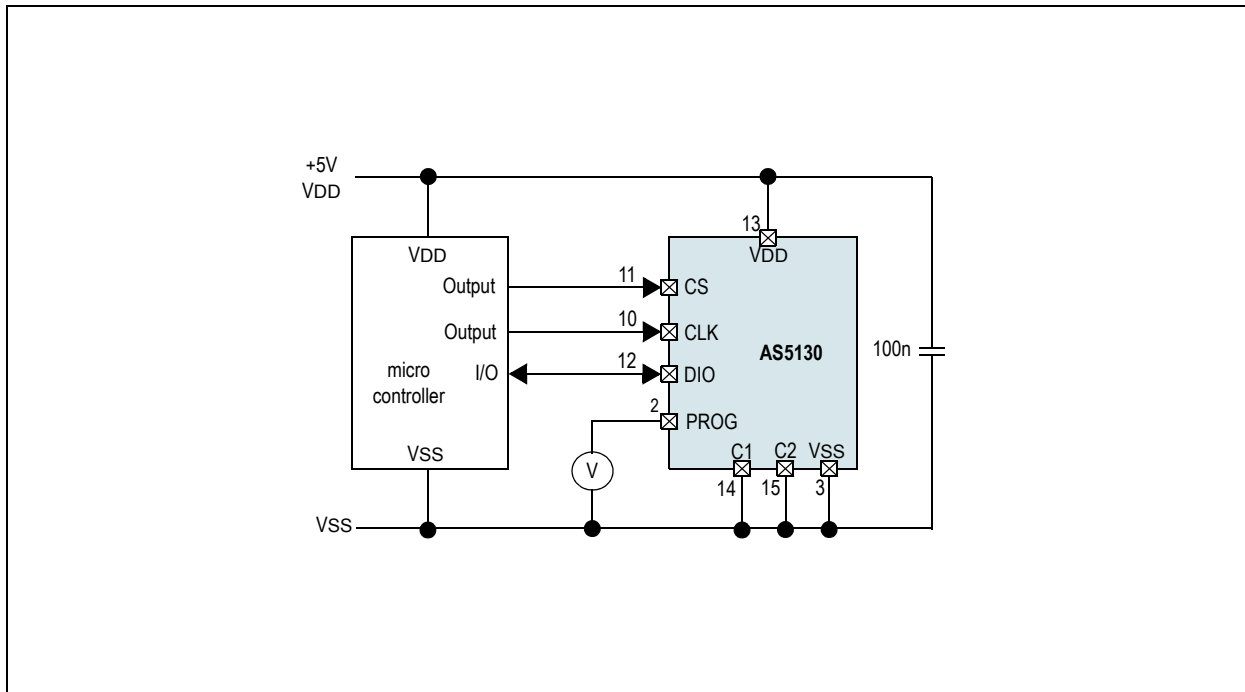 +5V
VDD
13
VDD
VDD
Output
11
CS
Output
10
CLK
AS5130
100n
micro
controller
I/O
12
DIO
2
PROG
VSS
V
C1
C2
VSS
14
15
3
VSS